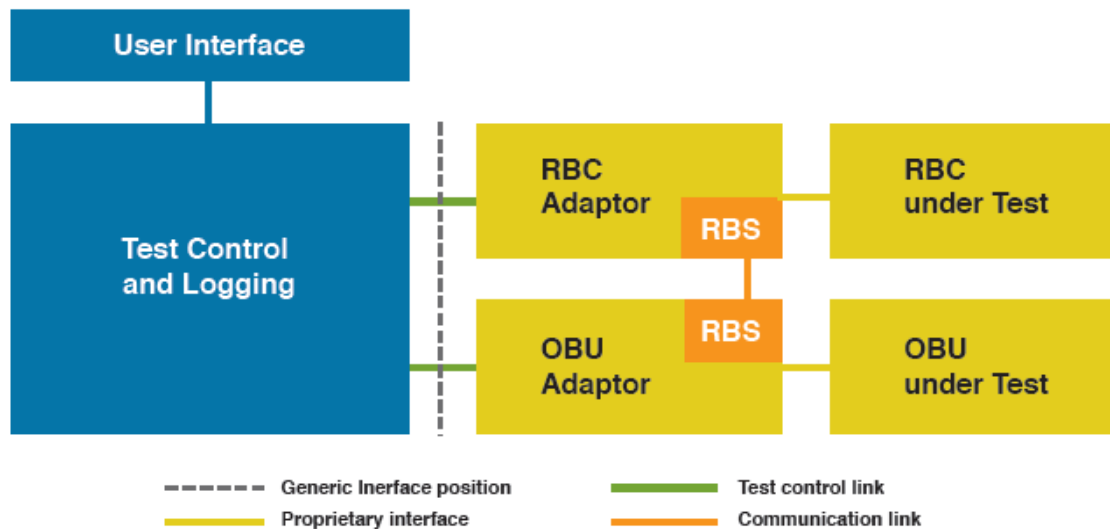 User Interface
Test Control
and Logging
RBC
Adaptor
RBS
RBC
under Test
OBU
Adaptor
RBS
OBU
under Test
Generic Inerface position
Test control link
Proprietary interface
Communication link